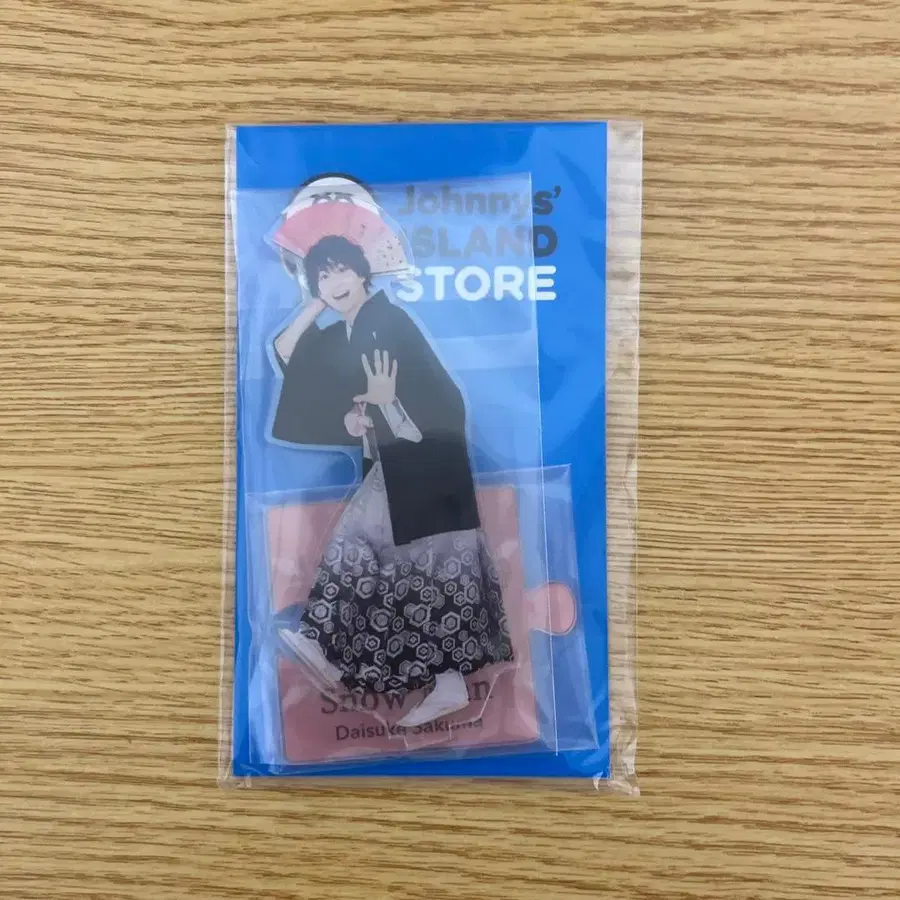 Johnnys'
ISLAND
STORE
Snow Man
Daisuke Sakuma